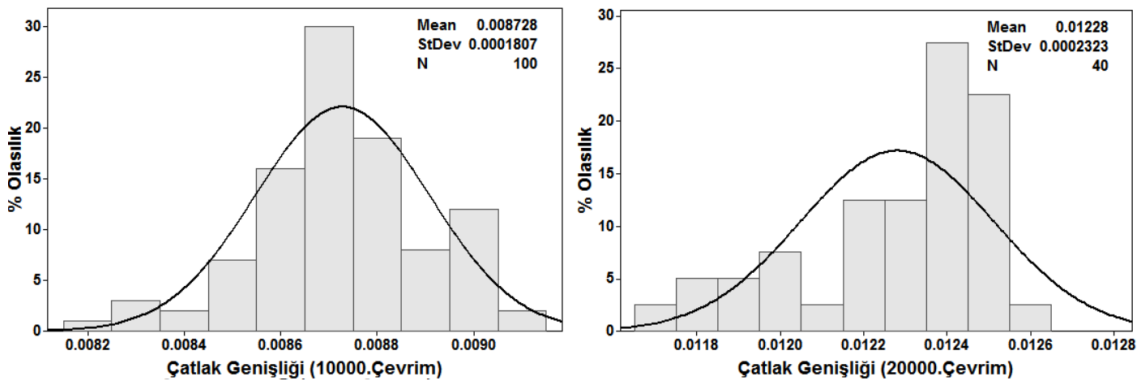 Mean 0.008728
StDev 0.0001807
N 100
% Olasılık
30
25
20
15
10
5
0
0.0082 0.0084 0.0086 0.0088 0.0090
Çatlak Genişliği (10000.Çevrim)
Mean 0.01228
StDev 0.0002323
N 40
% Olasılık
30
25
20
15
10
5
0
0.0118 0.0120 0.0122 0.0124 0.0126 0.0128
Çatlak Genişliği (20000.Çevrim)